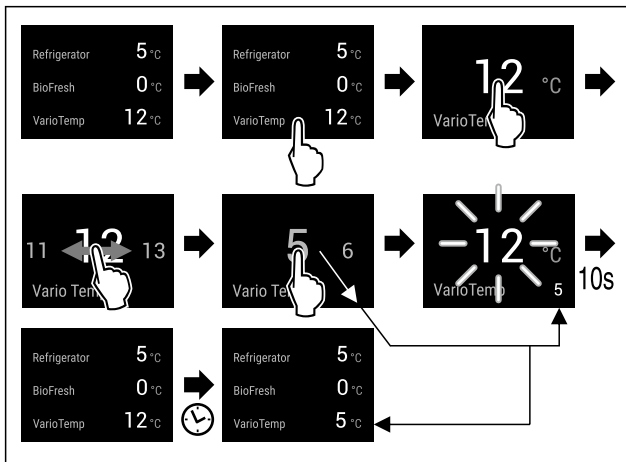 Refrigerator 5 °C
BioFresh 0 °C
VarioTemp 12 °C
Refrigerator 5 °C
BioFresh 0 °C
VarioTemp 12 °C
12 °C
VarioTemp
11 12 13
Vario Tem
5 6
Vario Te
12 °C
VarioTemp 5
10s
Refrigerator 5 °C
BioFresh 0 °C
VarioTemp 12 °C
Refrigerator 5 °C
BioFresh 0 °C
VarioTemp 5 °C